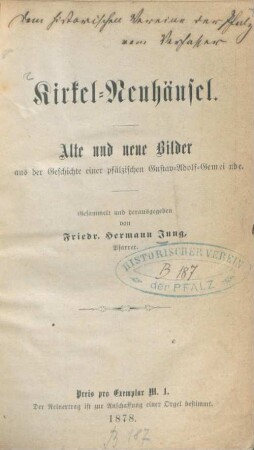 Dem historischen Vereine der Pfalz
vom Verfasser
Kirkel-Neuhäusel.
Alte und neue Bilder
aus der Geschichte einer pfälzischen Gustav-Adolf-Gemeinde.
Gesammelt und herausgegeben
von
Friedr. Hermann Jung,
Pfarrer.
HISTORISCHER VEREIN
B 187
der PFALZ
Preis pro Exemplar M. 1.
Der Reinertrag ist zur Anschaffung einer Orgel bestimmt.
1878.
B 187